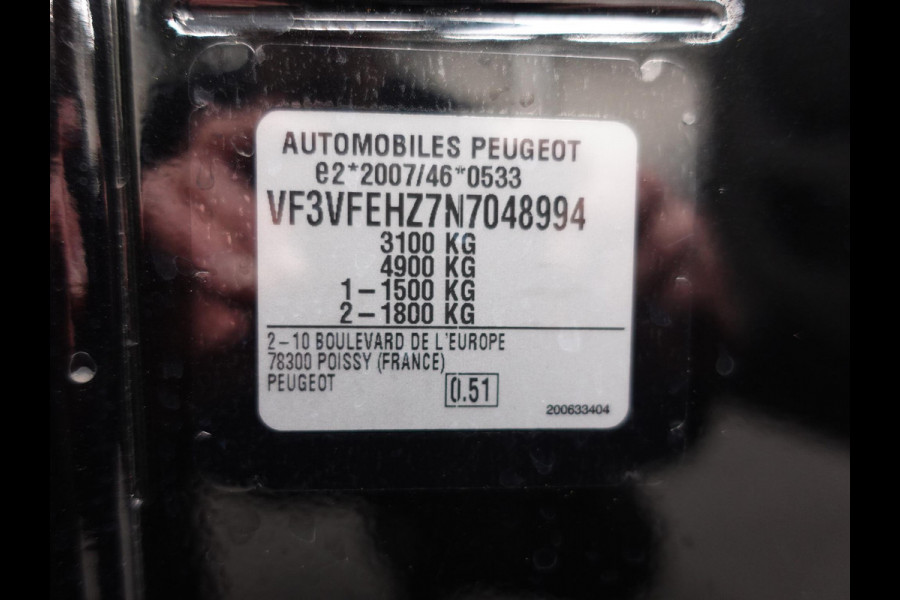 AUTOMOBILES PEUGEOT
e2*2007/46*0533
VF3VFEHZ7N7048994
3100 KG
4900 KG
1-1500 KG
2-1800 KG
2-10 BOULEVARD DE L'EUROPE
78300 POISSY (FRANCE)
PEUGEOT
0.51
200633404